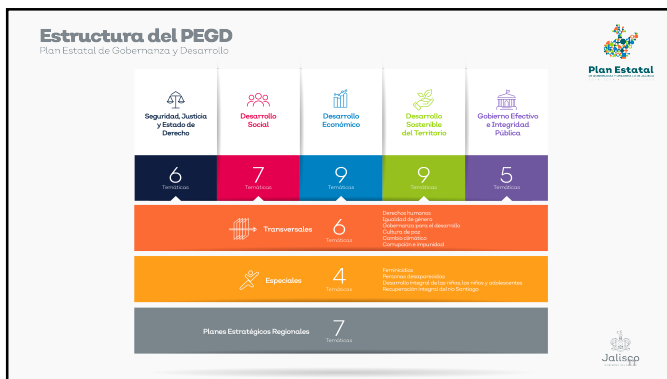 Estructura del PEGD
Plan Estatal de Gobernanza y Desarrollo
Plan Estatal
Seguridad, Justicia
y Estado de
Derecho
Desarrollo
Social
Desarrollo
Económico
Desarrollo
Sostenible
del Territorio
Gobierno Efectivo
e Integridad
Pública
6
Temáticas
7
Temáticas
9
Temáticas
9
Temáticas
5
Temáticas
Transversales
6
Temáticas
Derechos humanos
Igualdad de género
Gobernanza para el desarrollo
Cultura de paz
Cambio climático
Corrupción e impunidad
Especiales
4
Temáticas
Feminicidios
Personas desaparecidas
Desarrollo integral de las niñas, los niños y adolescentes
Recuperación integral del río Santiago
Planes Estratégicos Regionales
7
Temáticas
Jalisco